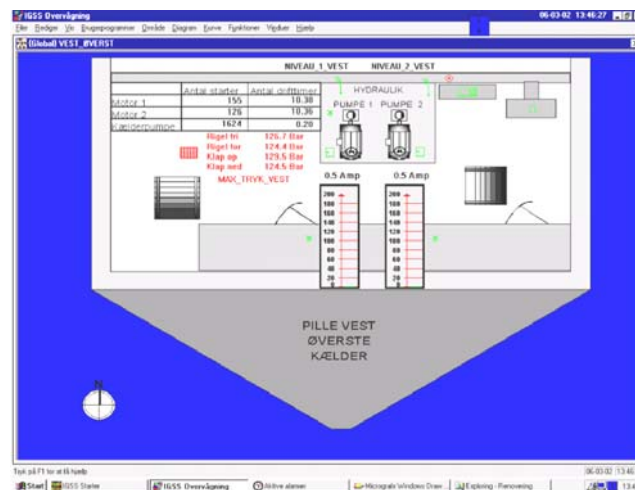 IGSS Overvågning 06-03-02 13:46:27
Filer Rediger Vis Brugerprogrammer Område Diagram Kurve Funktioner Vinduer Hjælp
(Global) VEST_ØVERST
NIVEAU_1_VEST NIVEAU_2_VEST
Antal starter Antal drifttimer
Motor 1 155 10.38
Motor 2 126 10.36
Kælderpumpe 1624 0.20
HYDRAULIK
PUMPE 1 PUMPE 2
Rigel fri 126.7 Bar
Rigel for 124.4 Bar
Klap op 129.5 Bar
Klap ned 124.5 Bar
MAX_TRYK_VEST
0.5 Amp 0.5 Amp
200 200
180 180
160 160
140 140
120 120
100 100
80 80
60 60
40 40
20 20
0 0
PILLE VEST
ØVERSTE
KÆLDER
N
Tryk på F1 for at få hjælp 06-03-02 13:46
Start IGSS Starter IGSS Overvågning Aktive alarmer Micrografx Windows Draw ... Exploring - Renovering 13:4